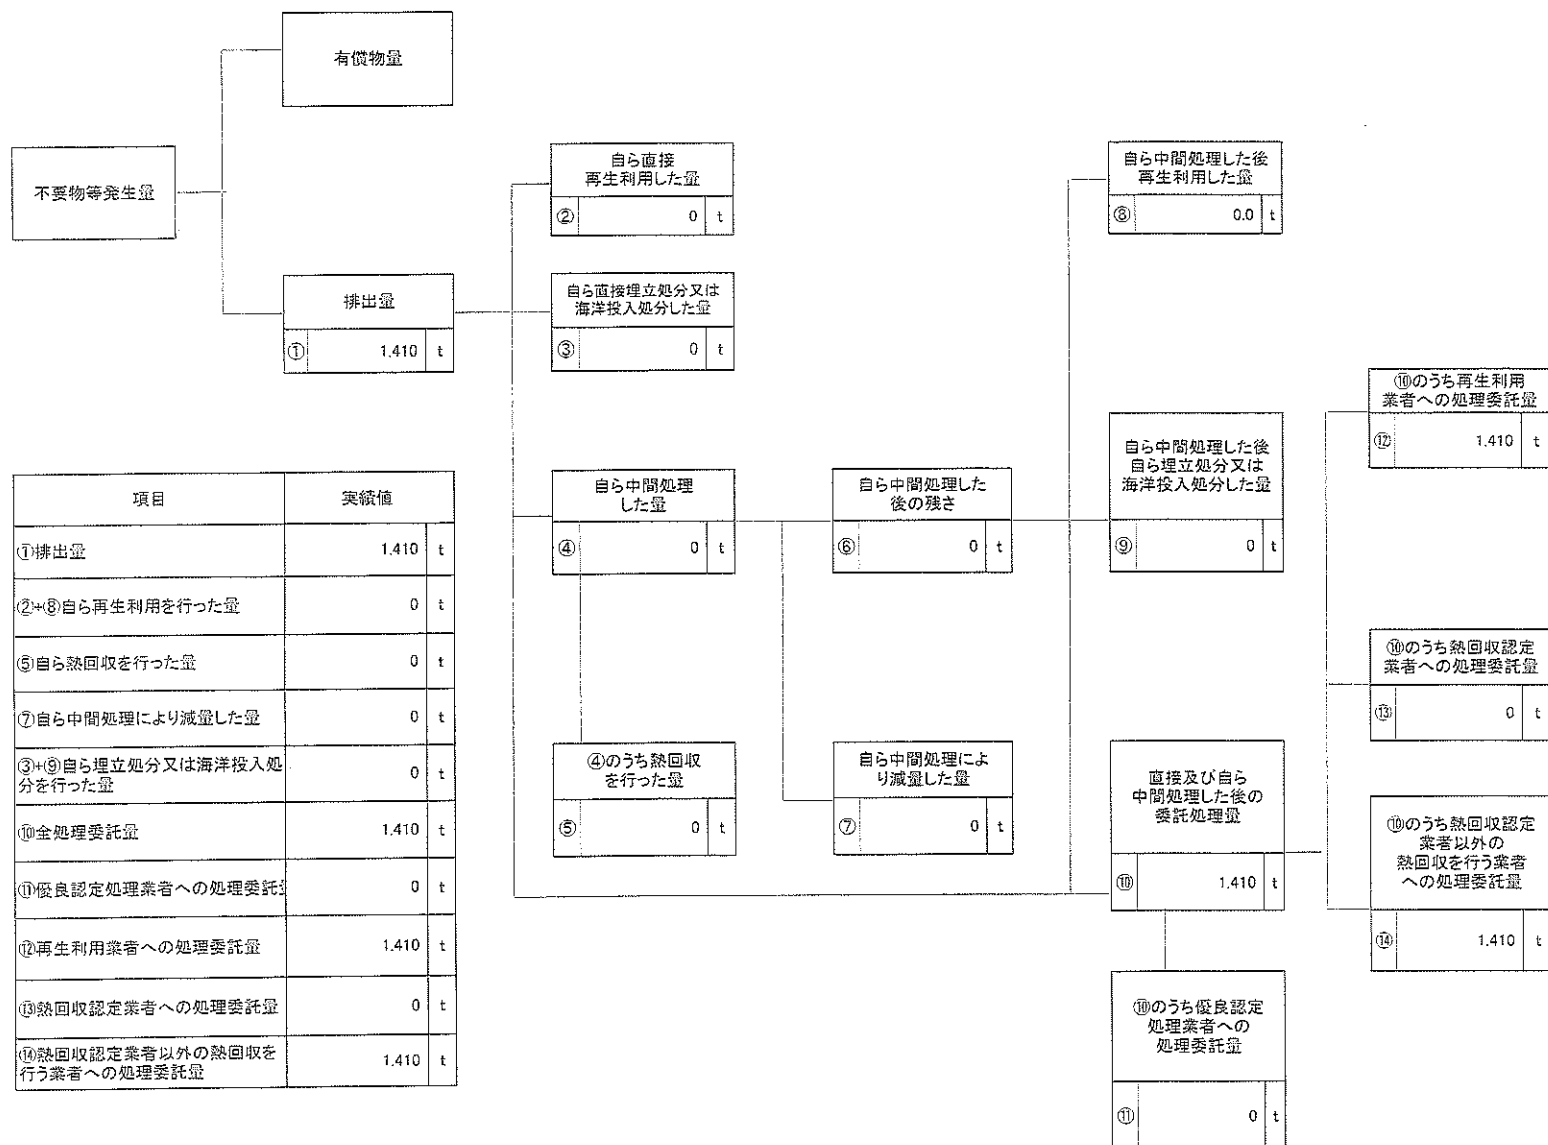 有償物量
不要物等発生量
排出量
① 1.410 t
自ら直接
再生利用した量
② 0 t
自ら直接埋立処分又は
海洋投入処分した量
③ 0 t
自ら中間処理
した量
④ 0 t
④のうち熱回収
を行った量
⑤ 0 t
自ら中間処理した
後の残さ
⑥ 0 t
自ら中間処理によ
り減量した量
⑦ 0 t
自ら中間処理した後
再生利用した量
⑧ 0.0 t
自ら中間処理した後
自ら埋立処分又は
海洋投入処分した量
⑨ 0 t
直接及び自ら
中間処理した後の
委託処理量
⑩ 1.410 t
⑩のうち優良認定
処理業者への
処理委託量
⑪ 0 t
⑩のうち再生利用
業者への処理委託量
⑫ 1.410 t
⑩のうち熱回収認定
業者への処理委託量
⑬ 0 t
⑩のうち熱回収認定
業者以外の
熱回収を行う業者
への処理委託量
⑭ 1.410 t
項目 実績値
①排出量 1.410 t
②+⑧自ら再生利用を行った量 0 t
⑤自ら熱回収を行った量 0 t
⑦自ら中間処理により減量した量 0 t
③+⑨自ら埋立処分又は海洋投入処
分を行った量 0 t
⑩全処理委託量 1.410 t
⑪優良認定処理業者への処理委託 0 t
⑫再生利用業者への処理委託量 1.410 t
⑬熱回収認定業者への処理委託量 0 t
⑭熱回収認定業者以外の熱回収を
行う業者への処理委託量 1.410 t